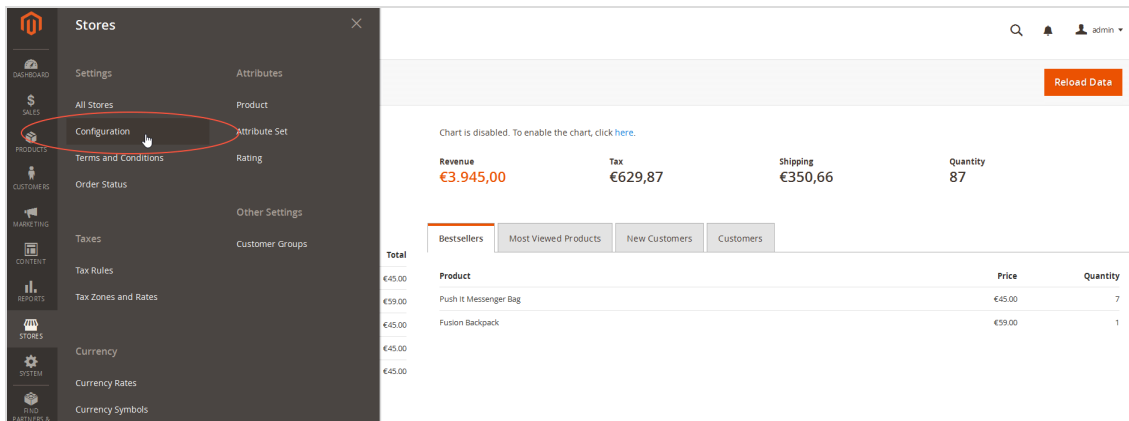 DASHBOARD
SALES
PRODUCTS
CUSTOMERS
MARKETING
CONTENT
REPORTS
STORES
SYSTEM
FIND
PARTNERS &
Stores
Settings
All Stores
Configuration
Terms and Conditions
Order Status
Taxes
Tax Rules
Tax Zones and Rates
Currency
Currency Rates
Currency Symbols
Attributes
Product
Attribute Set
Rating
Other Settings
Customer Groups
admin
Reload Data
Chart is disabled. To enable the chart, click here.
Revenue Tax Shipping Quantity
€3.945,00 €629,87 €350,66 87
Total
€45.00
€59.00
€45.00
€45.00
€45.00
Bestsellers Most Viewed Products New Customers Customers
Product Price Quantity
Push It Messenger Bag €45.00 7
Fusion Backpack €59.00 1